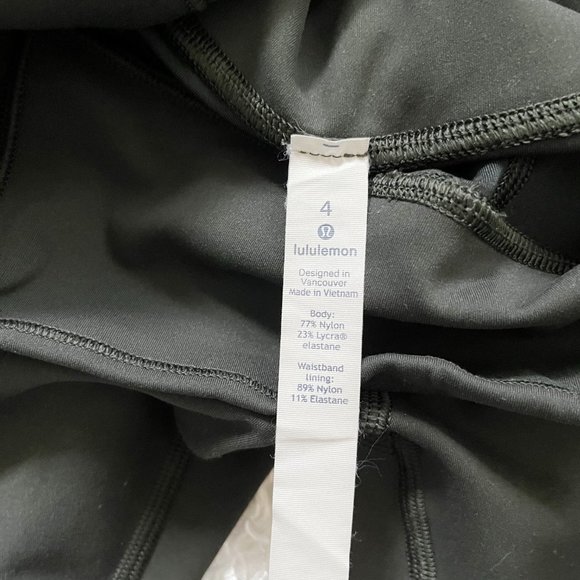 4
lululemon
Designed in
Vancouver
Made in Vietnam
Body:
77% Nylon
23% Lycra®
elastane
Waistband
lining:
89% Nylon
11% Elastane